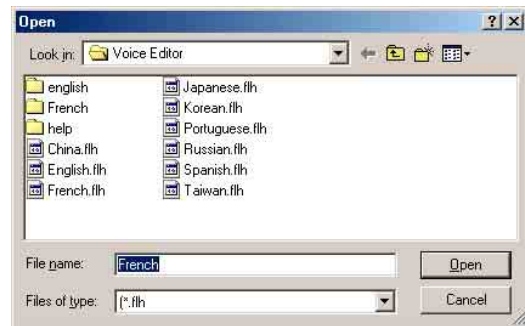 Open
Look in: Voice Editor
english
French
help
China.flh
English.flh
French.flh
Japanese.flh
Korean.flh
Portuguese.flh
Russian.flh
Spanish.flh
Taiwan.flh
File name: French Open
Files of type: (*.flh Cancel